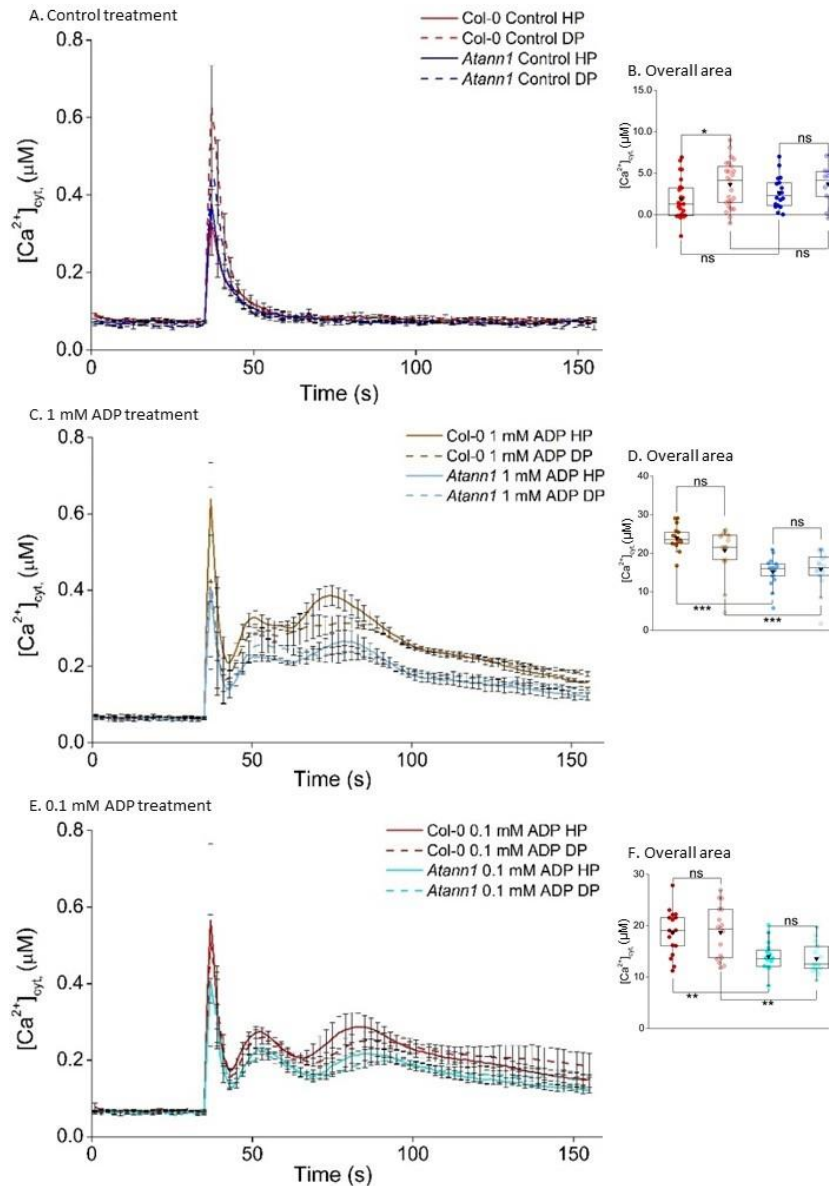 A. Control treatment
Col-0 Control HP
Col-0 Control DP
Atann1 Control HP
Atann1 Control DP
[Ca2+]cyt, (μM)
0.8
0.6
0.4
0.2
0.0
0 50 100 150
Time (s)
B. Overall area
[Ca2+]cyt, (μM)
15.0
10.0
5.0
0.0
*
ns
ns
ns
C. 1 mM ADP treatment
Col-0 1 mM ADP HP
Col-0 1 mM ADP DP
Atann1 1 mM ADP HP
Atann1 1 mM ADP DP
[Ca2+]cyt, (μM)
0.8
0.6
0.4
0.2
0.0
0 50 100 150
Time (s)
D. Overall area
[Ca2+]cyt, (μM)
40
30
20
10
0
ns
ns
***
***
E. 0.1 mM ADP treatment
Col-0 0.1 mM ADP HP
Col-0 0.1 mM ADP DP
Atann1 0.1 mM ADP HP
Atann1 0.1 mM ADP DP
[Ca2+]cyt, (μM)
0.8
0.6
0.4
0.2
0.0
0 50 100 150
Time (s)
F. Overall area
[Ca2+]cyt, (μM)
30
20
10
0
ns
ns
**
**